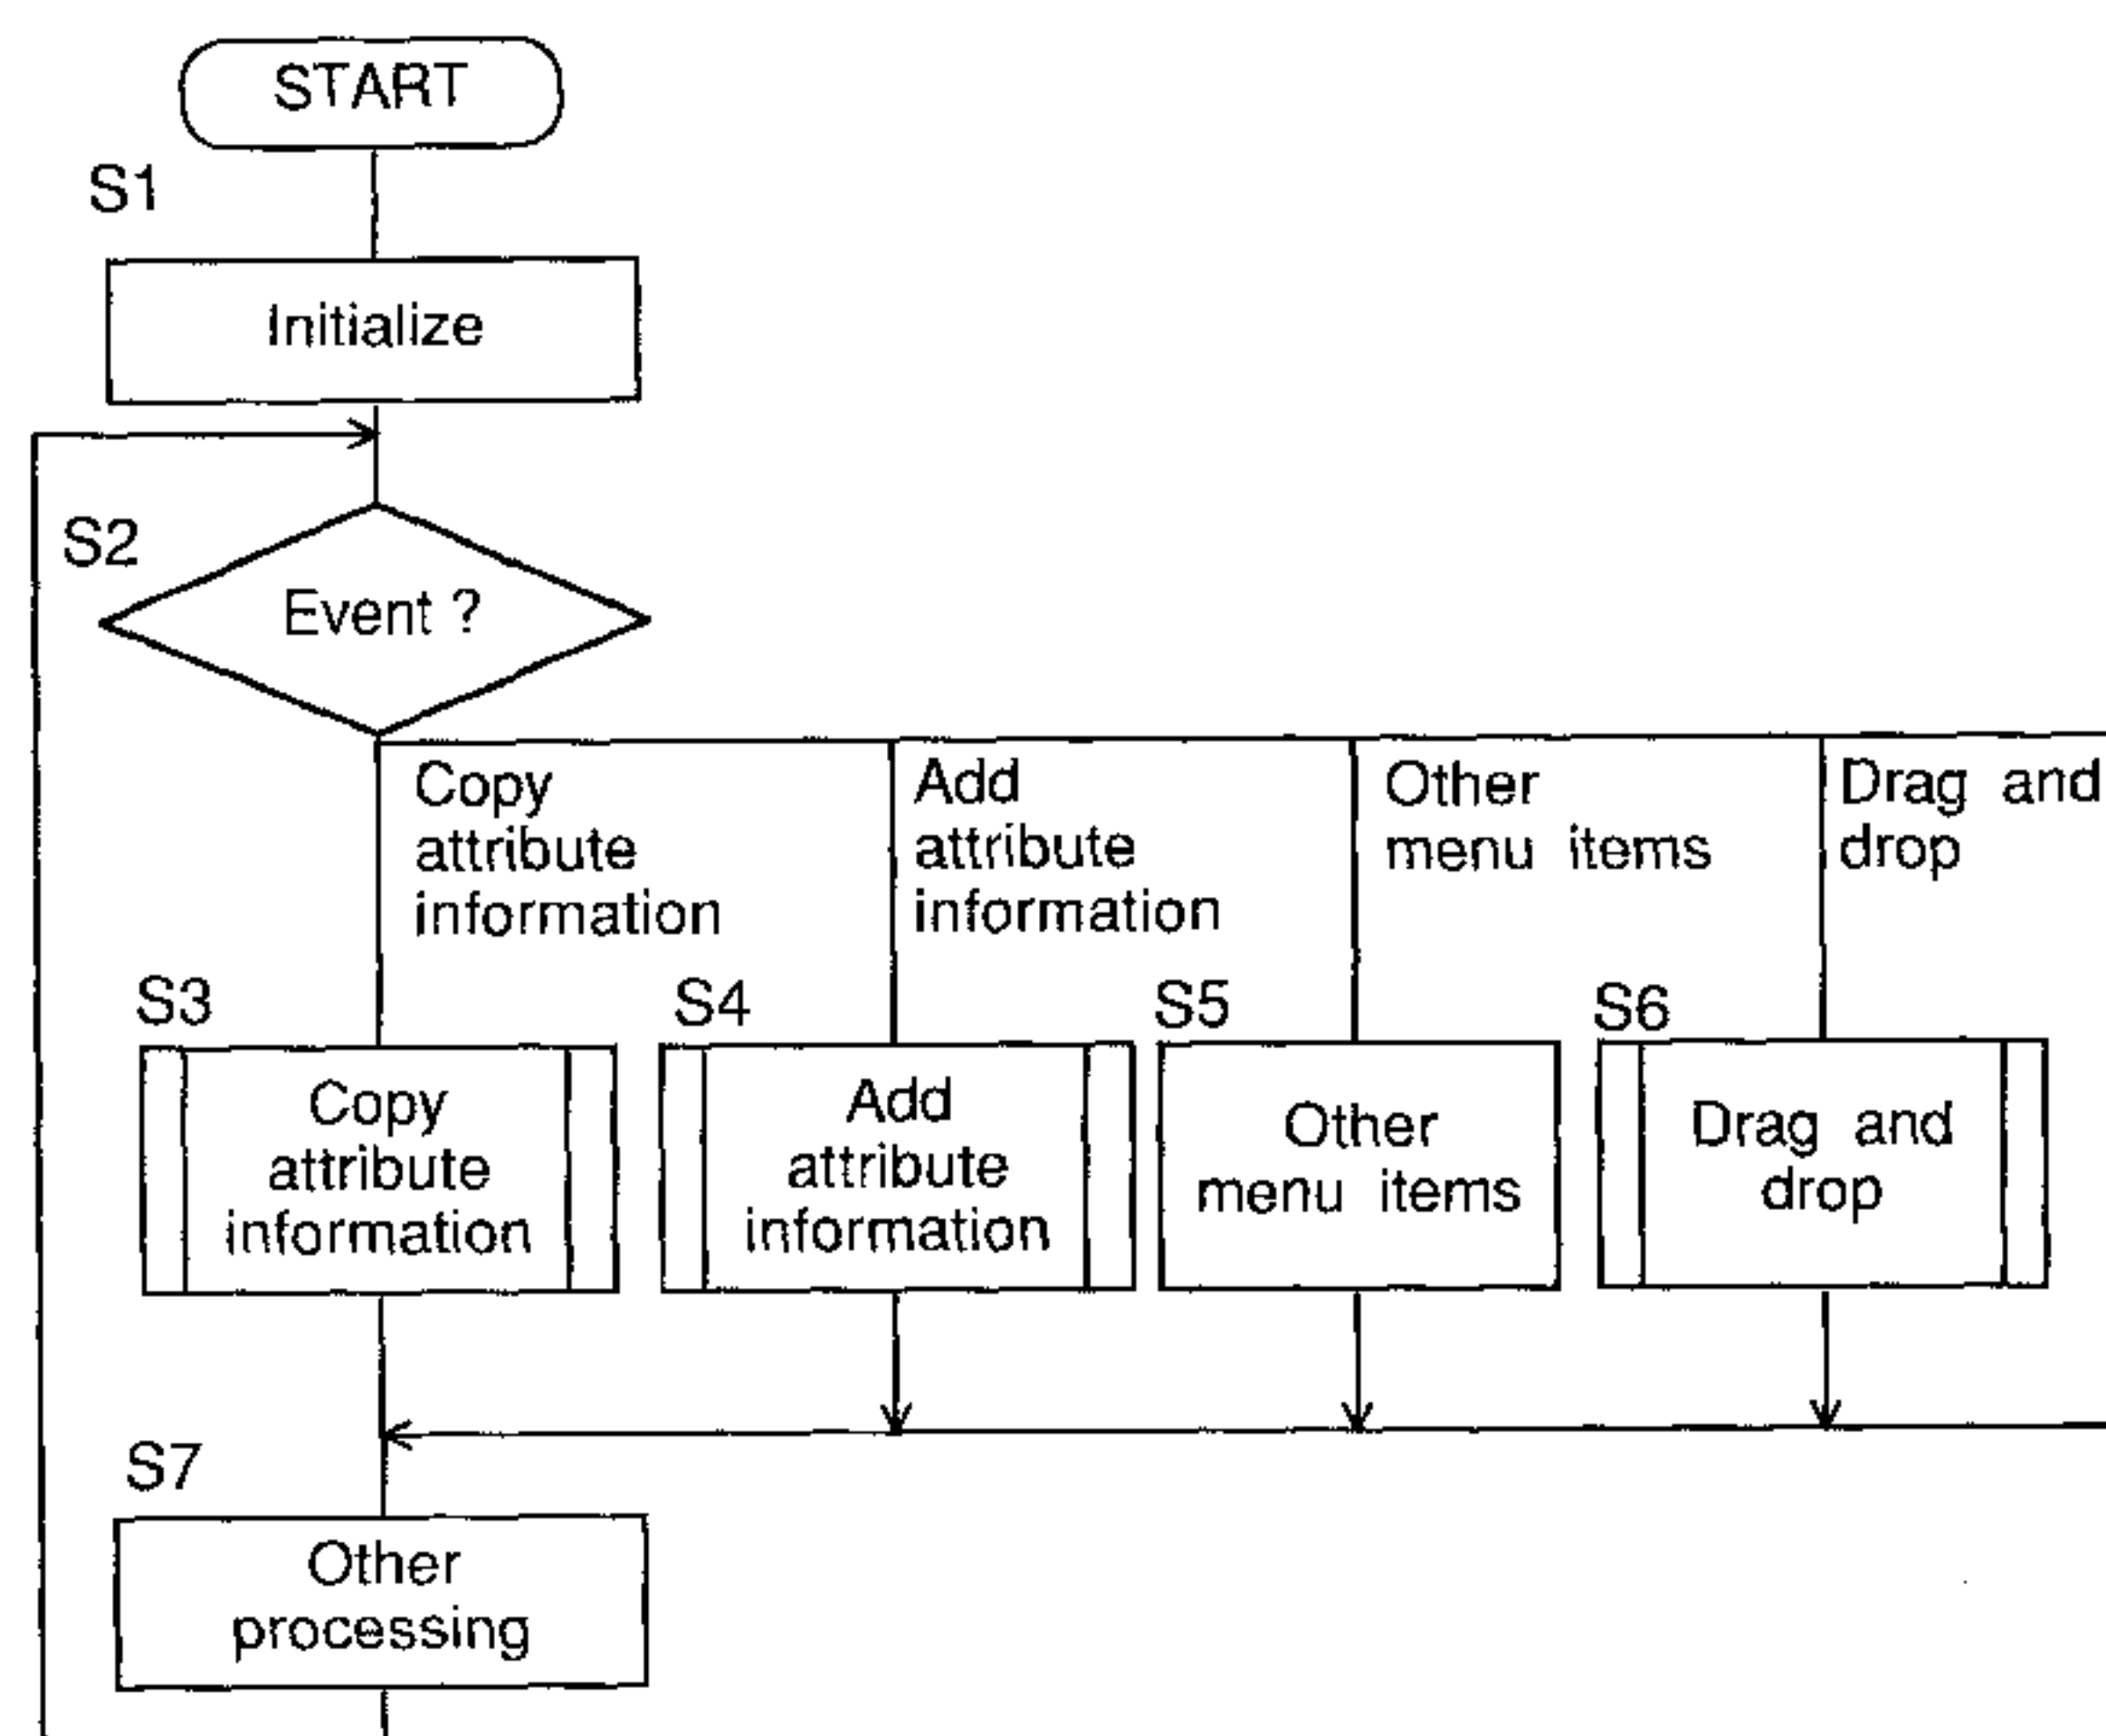 START
S1
Initialize
S2
Event ?
Copy
attribute
information
Add
attribute
information
Other
menu items
Drag and
drop
S3
S4
S5
S6
Copy
attribute
information
Add
attribute
information
Other
menu items
Drag and
drop
S7
Other
processing